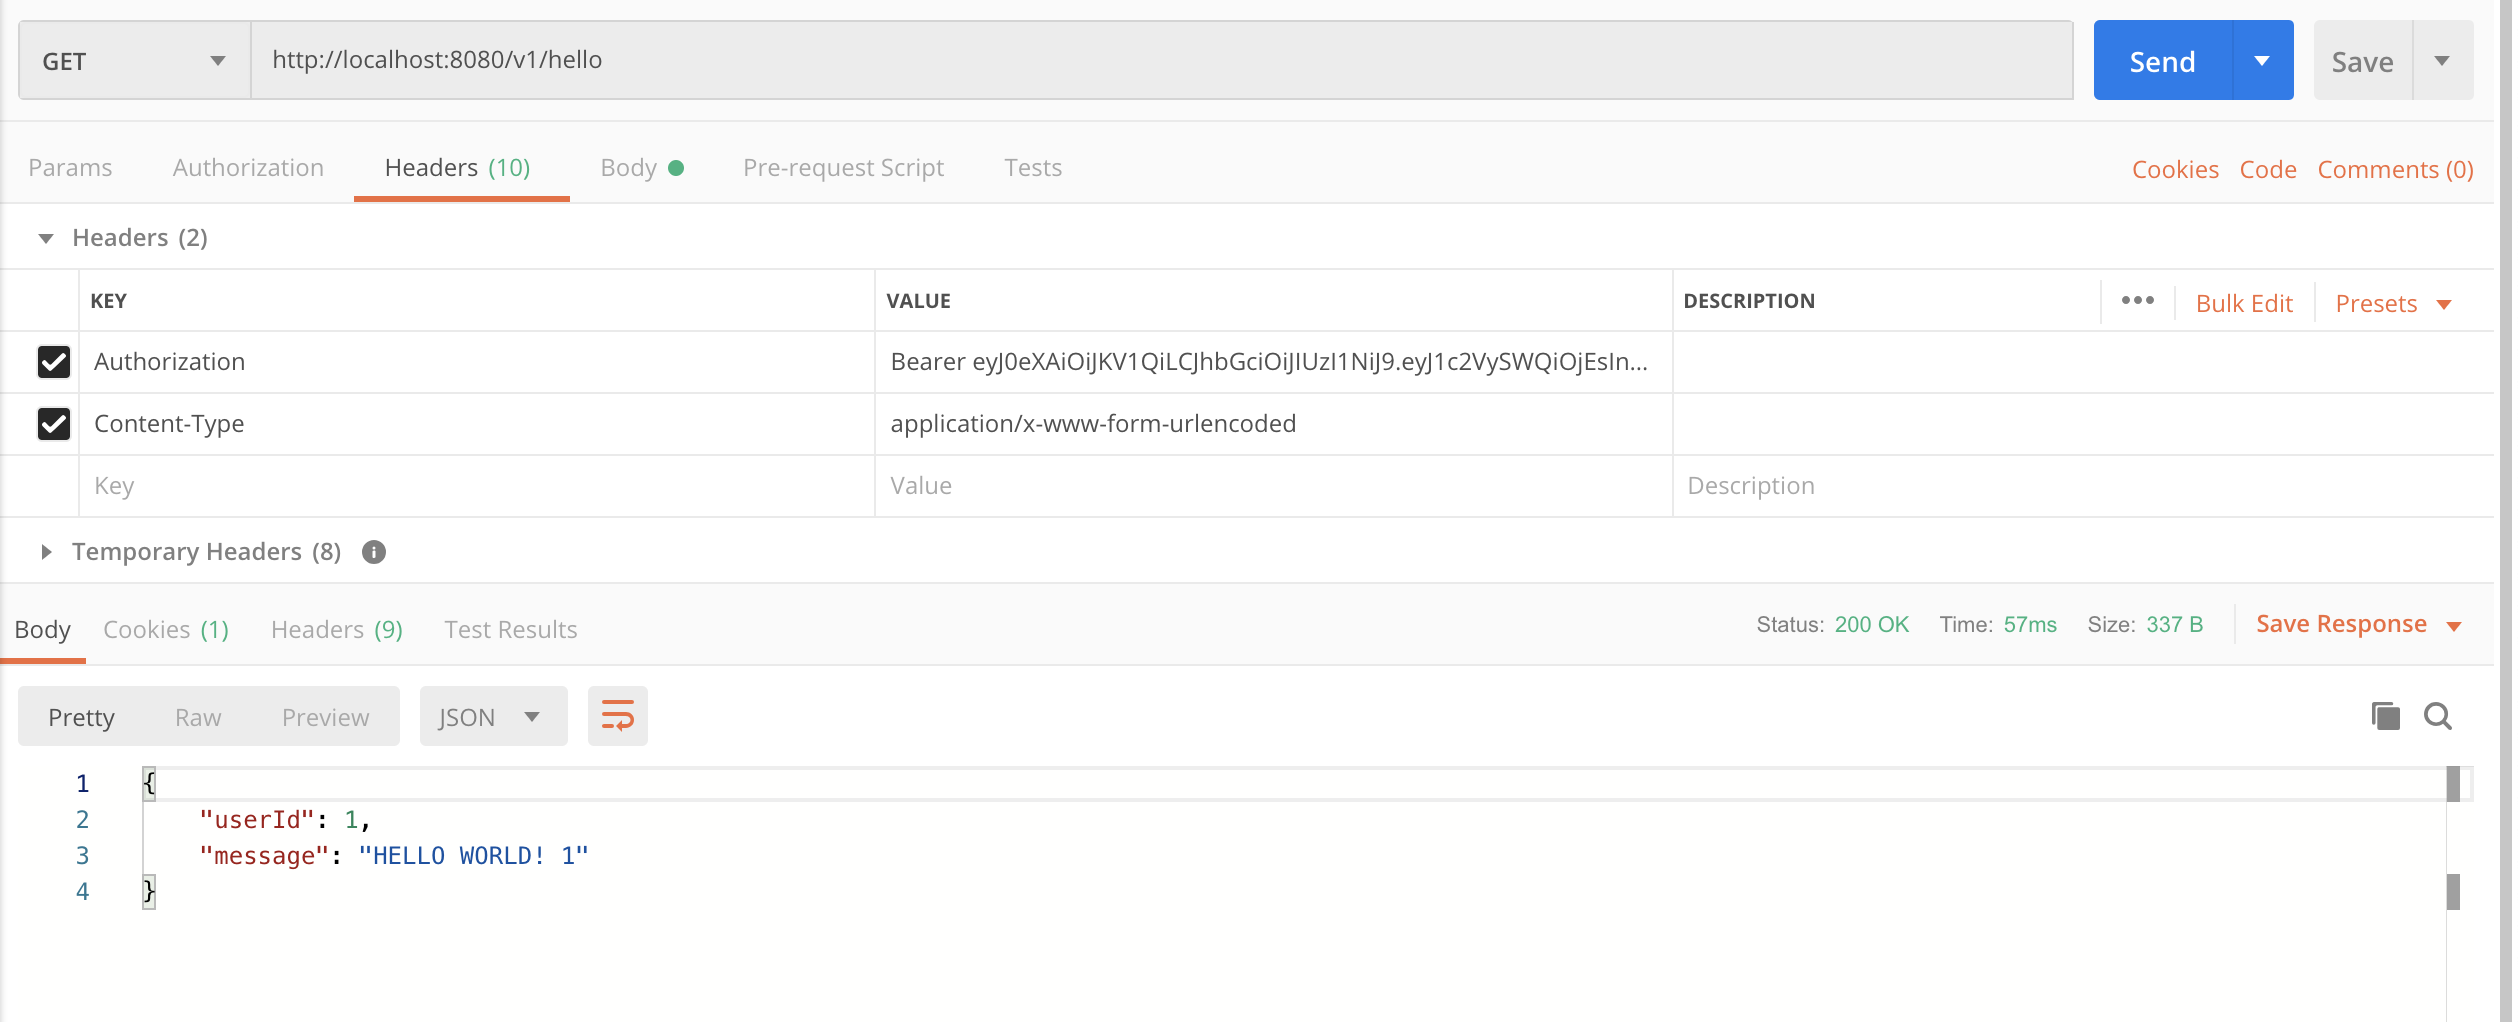 GET http://localhost:8080/v1/hello Send Save
Params Authorization Headers (10) Body Pre-request Script Tests Cookies Code Comments (0)
Headers (2)
KEY VALUE DESCRIPTION ••• Bulk Edit Presets
Authorization Bearer eyJ0eXAiOiJKV1QiLCJhbGciOiJIUzI1NiJ9.eyJ1c2VySWQiOjEsIn...
Content-Type application/x-www-form-urlencoded
Key Value Description
Temporary Headers (8) i
Body Cookies (1) Headers (9) Test Results Status: 200 OK Time: 57ms Size: 337 B Save Response
Pretty Raw Preview JSON
1 {
2 "userId": 1,
3 "message": "HELLO WORLD! 1"
4 }